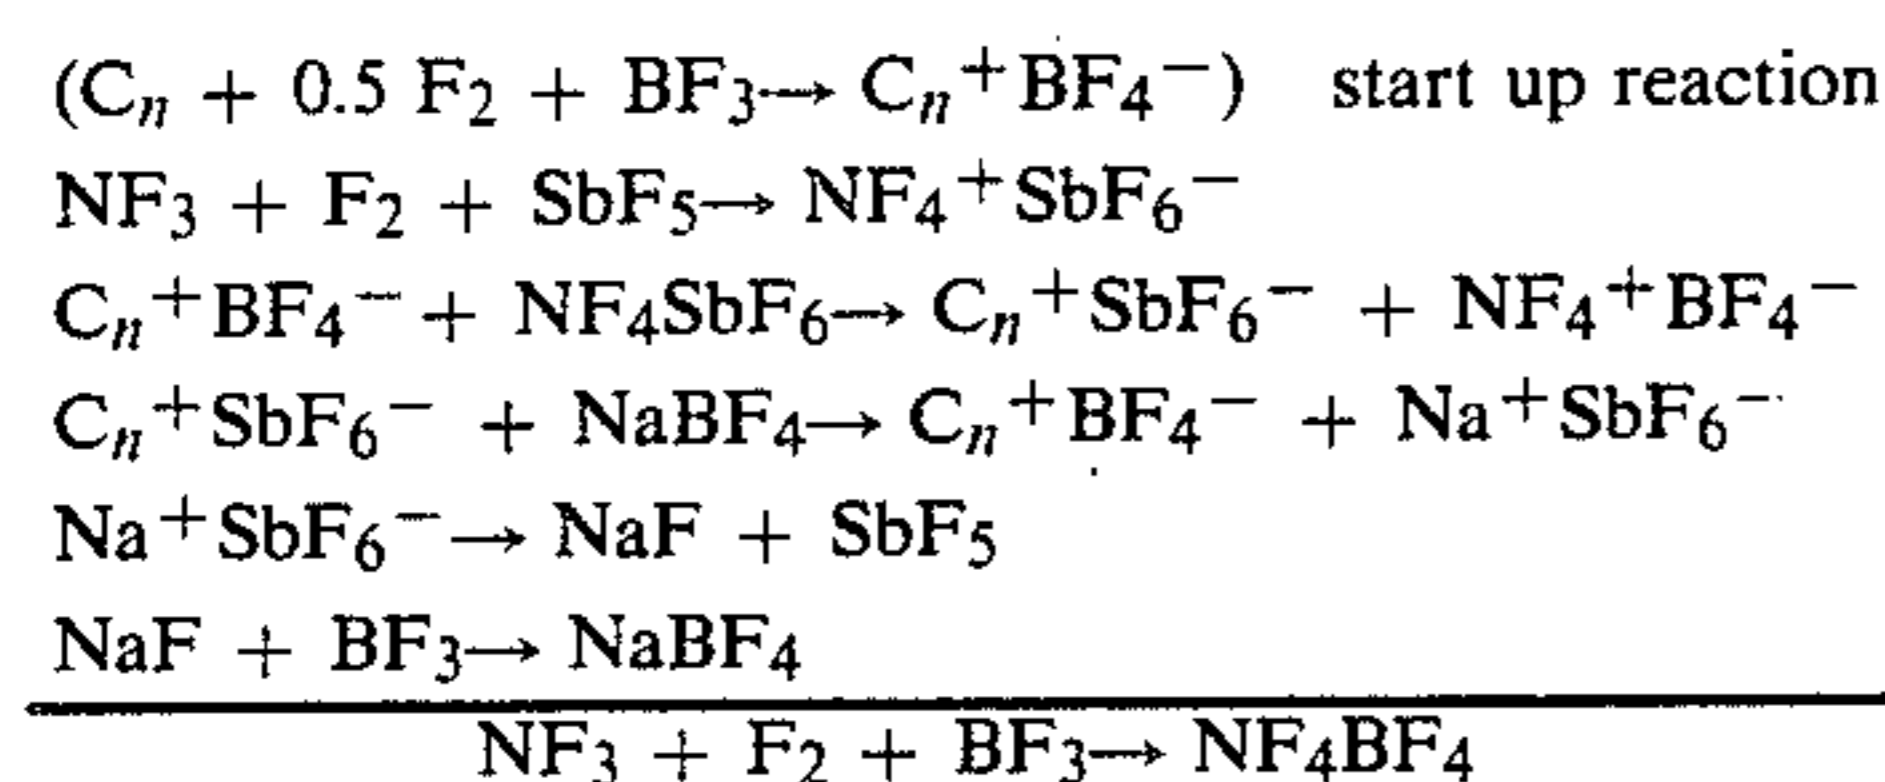 (Cₙ + 0.5 F₂ + BF₃→ Cₙ⁺BF₄⁻) start up reaction
NF₃ + F₂ + SbF₅→ NF₄⁺SbF₆⁻
Cₙ⁺BF₄⁻ + NF₄SbF₆→ Cₙ⁺SbF₆⁻ + NF₄⁺BF₄⁻
Cₙ⁺SbF₆⁻ + NaBF₄→ Cₙ⁺BF₄⁻ + Na⁺SbF₆⁻
Na⁺SbF₆⁻→ NaF + SbF₅
NaF + BF₃→ NaBF₄
NF₃ + F₂ + BF₃→ NF₄BF₄